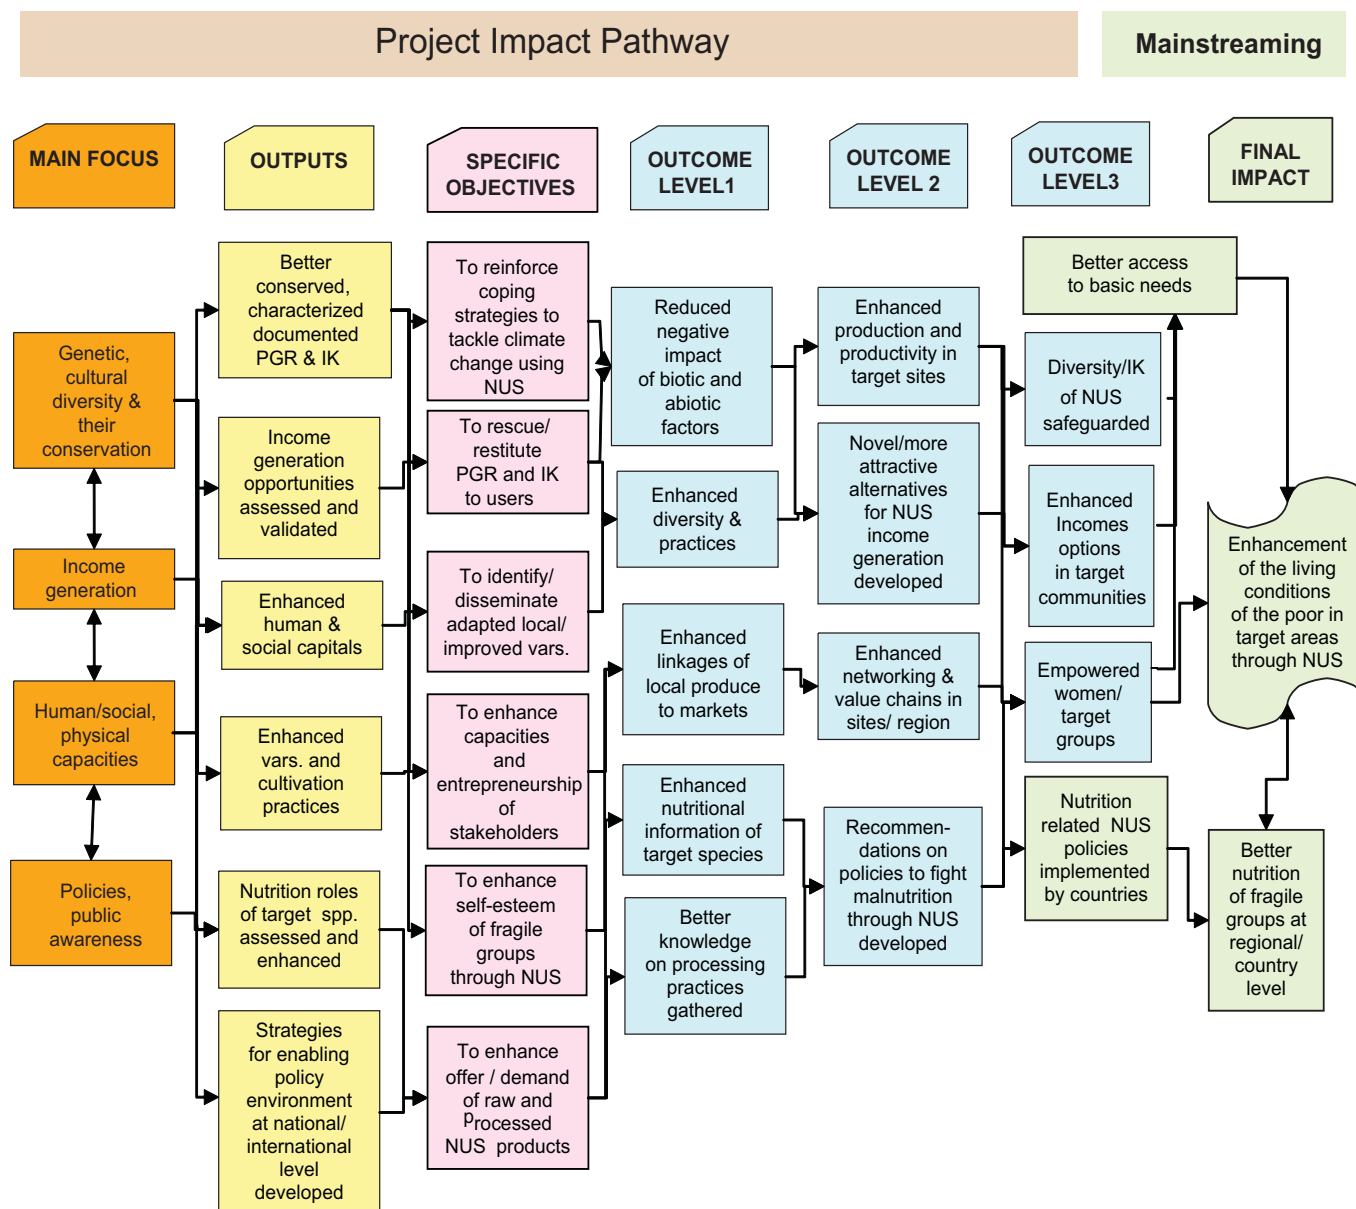 Project Impact Pathway
Mainstreaming
MAIN FOCUS
OUTPUTS
SPECIFIC
OBJECTIVES
OUTCOME
LEVEL1
OUTCOME
LEVEL 2
OUTCOME
LEVEL3
FINAL
IMPACT
Genetic,
cultural
diversity &
their
conservation
Income
generation
Human/social,
physical
capacities
Policies,
public
awareness
Better
conserved,
characterized
documented
PGR & IK
Income
generation
opportunities
assessed and
validated
Enhanced
human &
social capitals
Enhanced
vars. and
cultivation
practices
Nutrition roles
of target spp.
assessed and
enhanced
Strategies
for enabling
policy
environment
at national/
international
level
developed
To reinforce
coping
strategies to
tackle climate
change using
NUS
To rescue/
restitute
PGR and IK
to users
To identify/
disseminate
adapted local/
improved vars.
To enhance
capacities
and
entrepreneurship
of
stakeholders
To enhance
self-esteem
of fragile
groups
through NUS
To enhance
offer / demand
of raw and
processed
NUS products
Reduced
negative
impact
of biotic and
abiotic
factors
Enhanced
diversity &
practices
Enhanced
linkages of
local produce
to markets
Enhanced
nutritional
information of
target species
Better
knowledge
on processing
practices
gathered
Enhanced
production and
productivity in
target sites
Novel/more
attractive
alternatives
for NUS
income
generation
developed
Enhanced
networking &
value chains in
sites/ region
Recommen-
dations on
policies to fight
malnutrition
through NUS
developed
Better access
to basic needs
Diversity/IK
of NUS
safeguarded
Enhanced
Incomes
options
in target
communities
Empowered
women/
target
groups
Nutrition
related NUS
policies
implemented
by countries
Enhancement
of the living
conditions
of the poor in
target areas
through NUS
Better
nutrition
of fragile
groups at
regional/
country
level